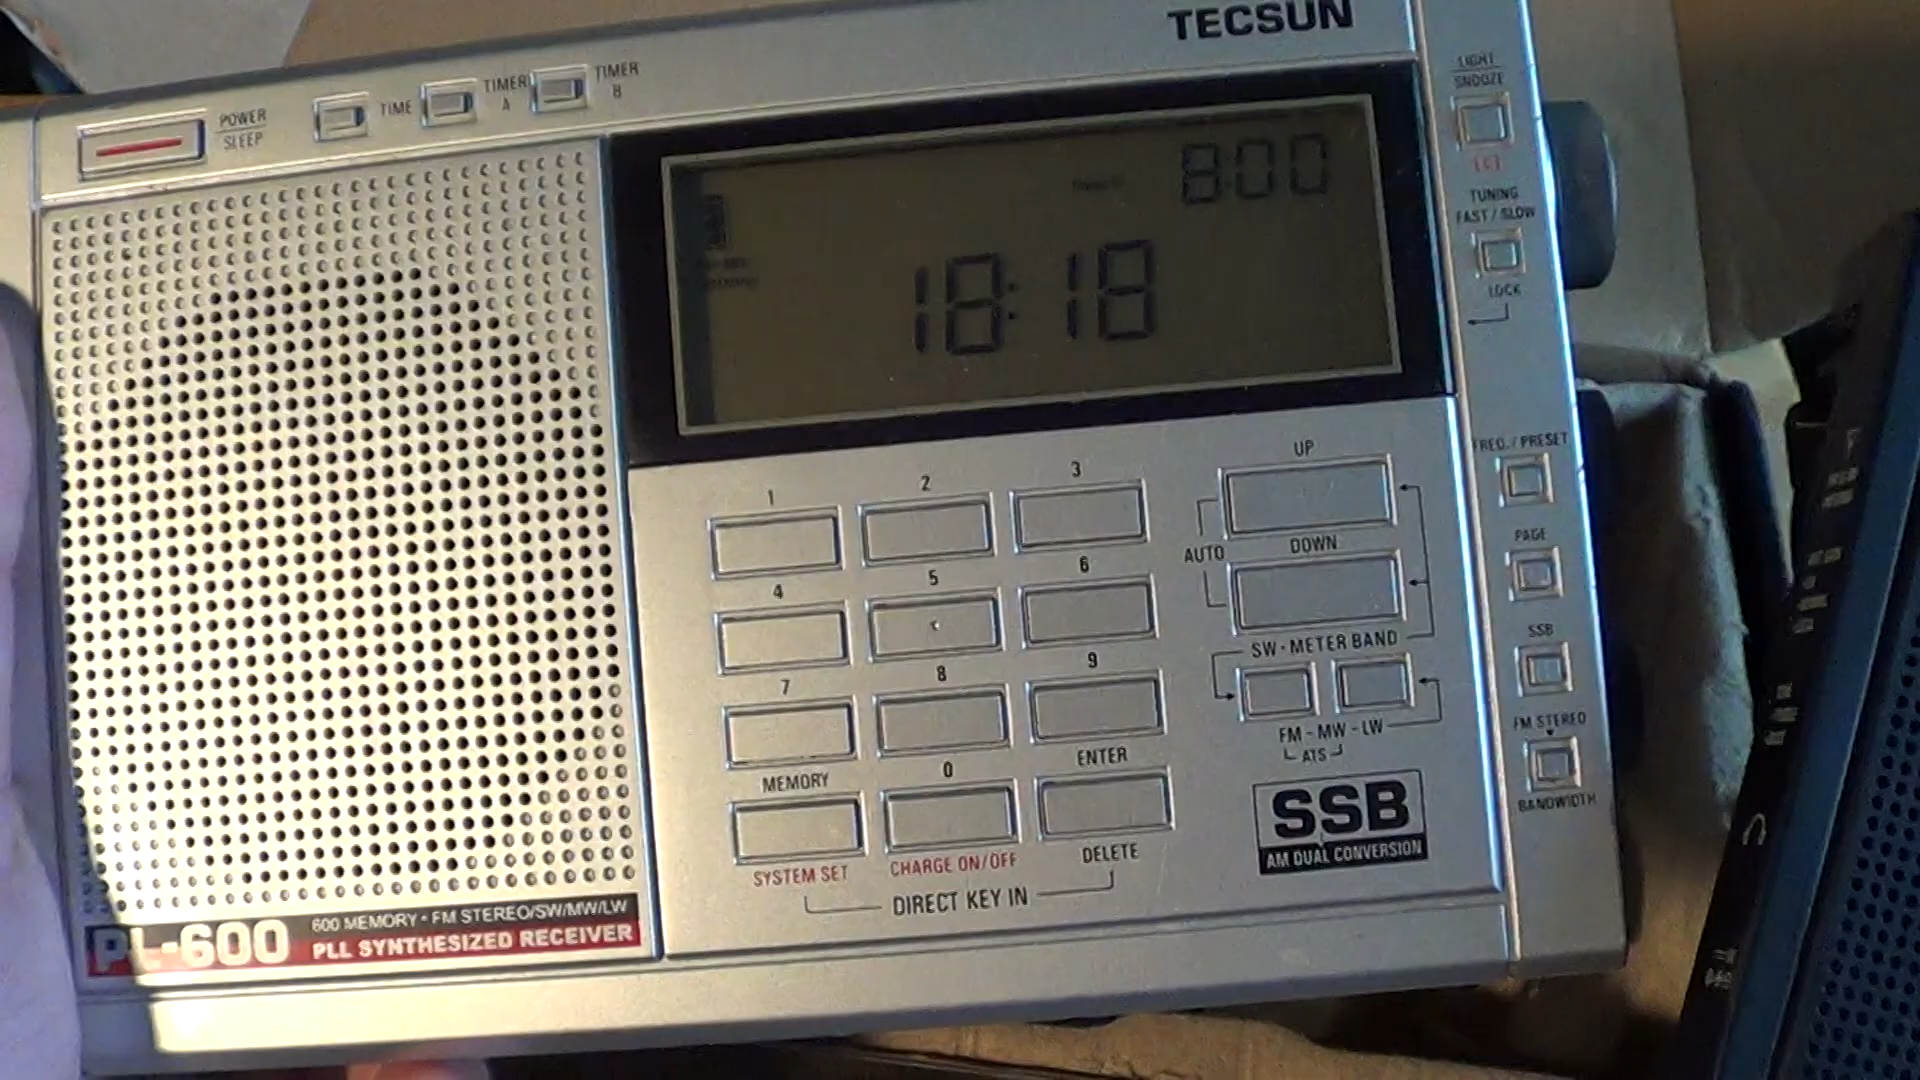 TECSUN
POWER
SLEEP
TIME
TIMER
A
TIMER
B
LIGHT
SNOOZE
TUNING
FAST / SLOW
LOCK
8:00
18:18
FREQ. / PRESET
PAGE
SSB
FM STEREO
BANDWIDTH
1
2
3
4
5
6
7
8
9
MEMORY
0
ENTER
SYSTEM SET
CHARGE ON/OFF
DELETE
DIRECT KEY IN
UP
AUTO
DOWN
SW - METER BAND
FM - MW - LW
ATS
SSB
AM DUAL CONVERSION
PL-600
600 MEMORY • FM STEREO/SW/MW/LW
PLL SYNTHESIZED RECEIVER